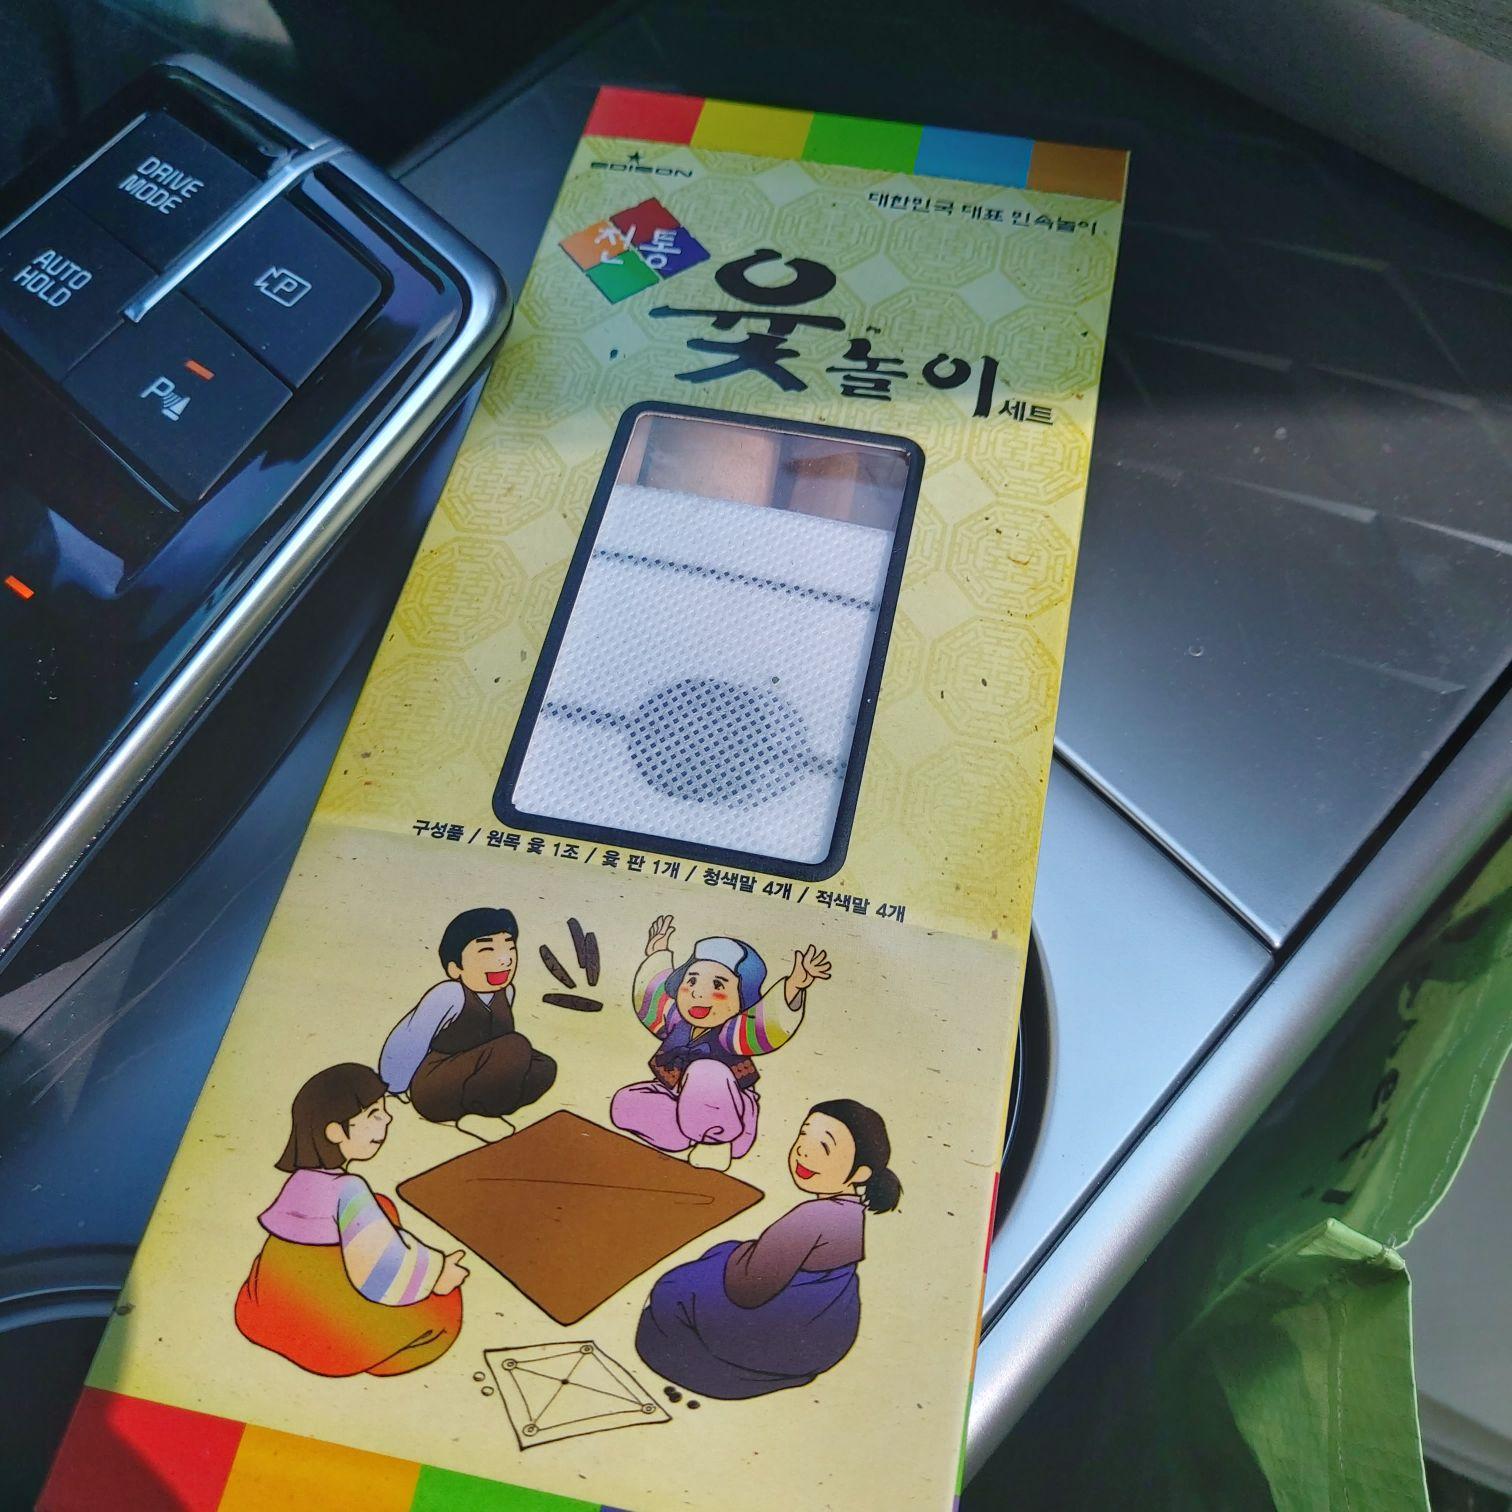 DRIVE
MODE
AUTO
HOLD
P
P
EDISON
대한민국 대표 민속놀이
전통
윷놀이 세트
구성품 / 원목 윷 1조 / 윷 판 1개 / 청색말 4개 / 적색말 4개